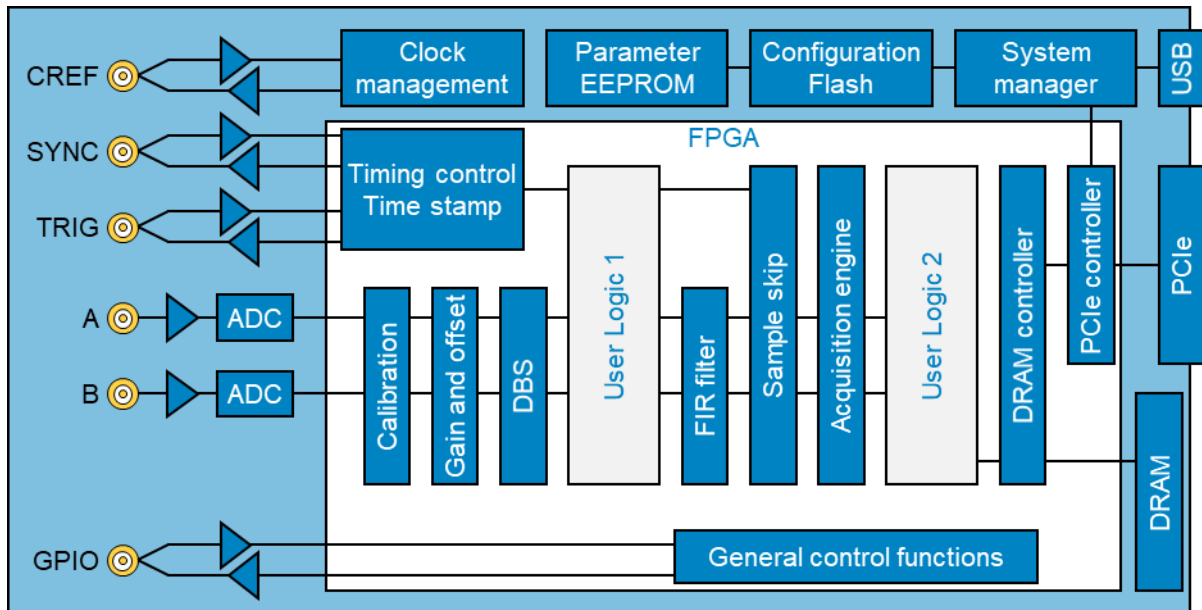 CREF
Clock
management
Parameter
EEPROM
Configuration
Flash
System
manager
USB
SYNC
TRIG
Timing control
Time stamp
FPGA
A
ADC
B
ADC
Calibration
Gain and offset
DBS
User Logic 1
FIR filter
Sample skip
Acquisition engine
User Logic 2
DRAM controller
PCIe controller
PCIe
DRAM
GPIO
General control functions